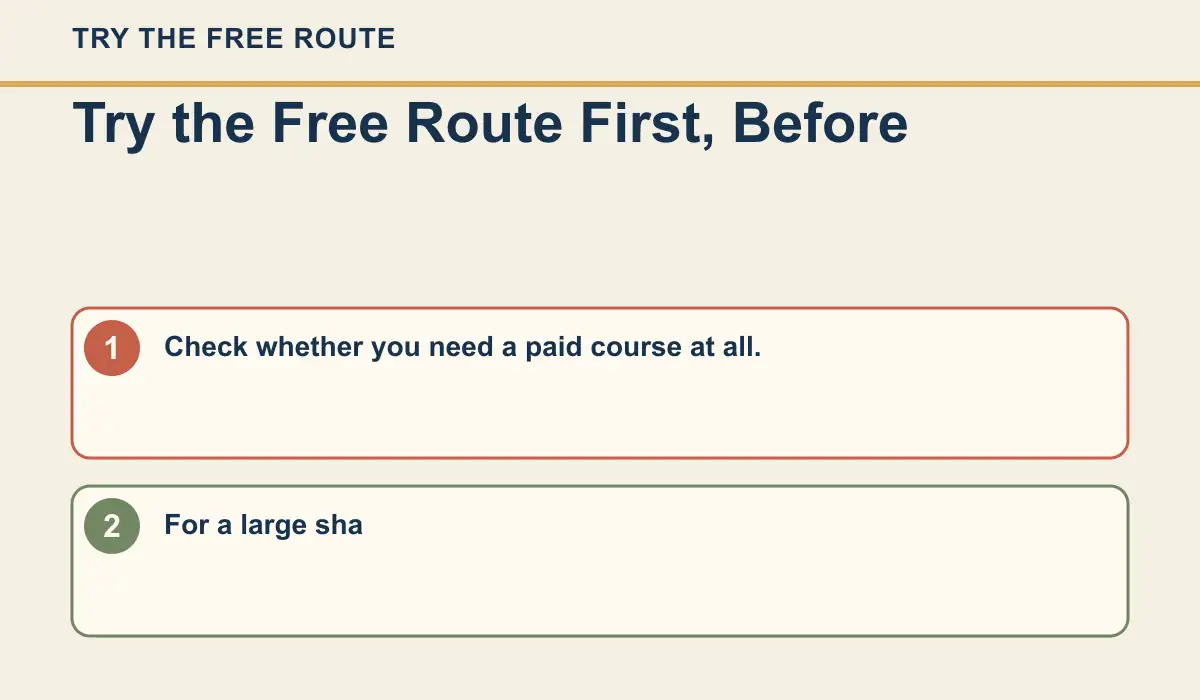 TRY THE FREE ROUTE
Try the Free Route First, Before
1 Check whether you need a paid course at all.
2 For a large sha